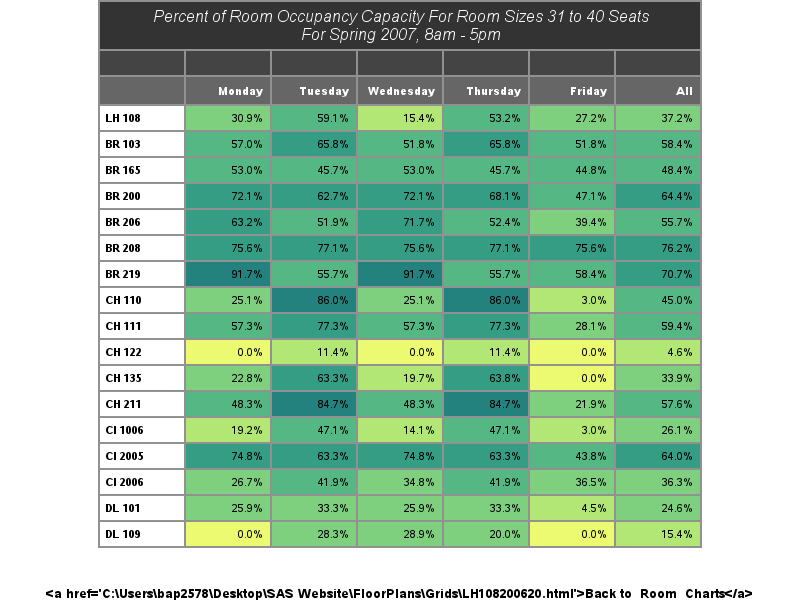 Percent of Room Occupancy Capacity For Room Sizes 31 to 40 Seats
For Spring 2007, 8am - 5pm
Monday Tuesday Wednesday Thursday Friday All
LH 108 30.9% 59.1% 15.4% 53.2% 27.2% 37.2%
BR 103 57.0% 65.8% 51.8% 65.8% 51.8% 58.4%
BR 165 53.0% 45.7% 53.0% 45.7% 44.8% 48.4%
BR 200 72.1% 62.7% 72.1% 68.1% 47.1% 64.4%
BR 206 63.2% 51.9% 71.7% 52.4% 39.4% 55.7%
BR 208 75.6% 77.1% 75.6% 77.1% 75.6% 76.2%
BR 219 91.7% 55.7% 91.7% 55.7% 58.4% 70.7%
CH 110 25.1% 86.0% 25.1% 86.0% 3.0% 45.0%
CH 111 57.3% 77.3% 57.3% 77.3% 28.1% 59.4%
CH 122 0.0% 11.4% 0.0% 11.4% 0.0% 4.6%
CH 135 22.8% 63.3% 19.7% 63.8% 0.0% 33.9%
CH 211 48.3% 84.7% 48.3% 84.7% 21.9% 57.6%
CI 1006 19.2% 47.1% 14.1% 47.1% 3.0% 26.1%
CI 2005 74.8% 63.3% 74.8% 63.3% 43.8% 64.0%
CI 2006 26.7% 41.9% 34.8% 41.9% 36.5% 36.3%
DL 101 25.9% 33.3% 25.9% 33.3% 4.5% 24.6%
DL 109 0.0% 28.3% 28.9% 20.0% 0.0% 15.4%
<a href='C:\Users\bap2578\Desktop\SAS Website\FloorPlans\Grids\LH108200620.html'>Back to Room Charts</a>